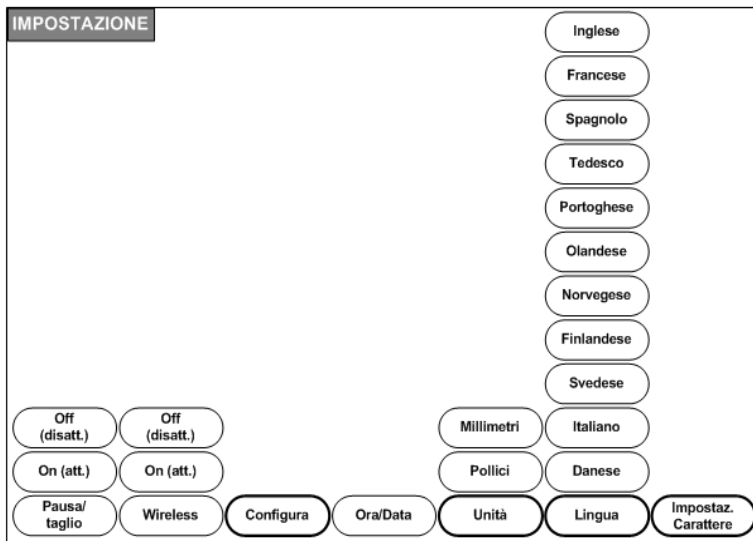 IMPOSTAZIONE
Inglese
Francese
Spagnolo
Tedesco
Portoghese
Olandese
Norvegese
Finlandese
Svedese
Off
(disatt.)
Off
(disatt.)
Millimetri
Italiano
On (att.)
On (att.)
Pollici
Danese
Pausa/
taglio
Wireless
Configura
Ora/Data
Unità
Lingua
Impostaz.
Carattere